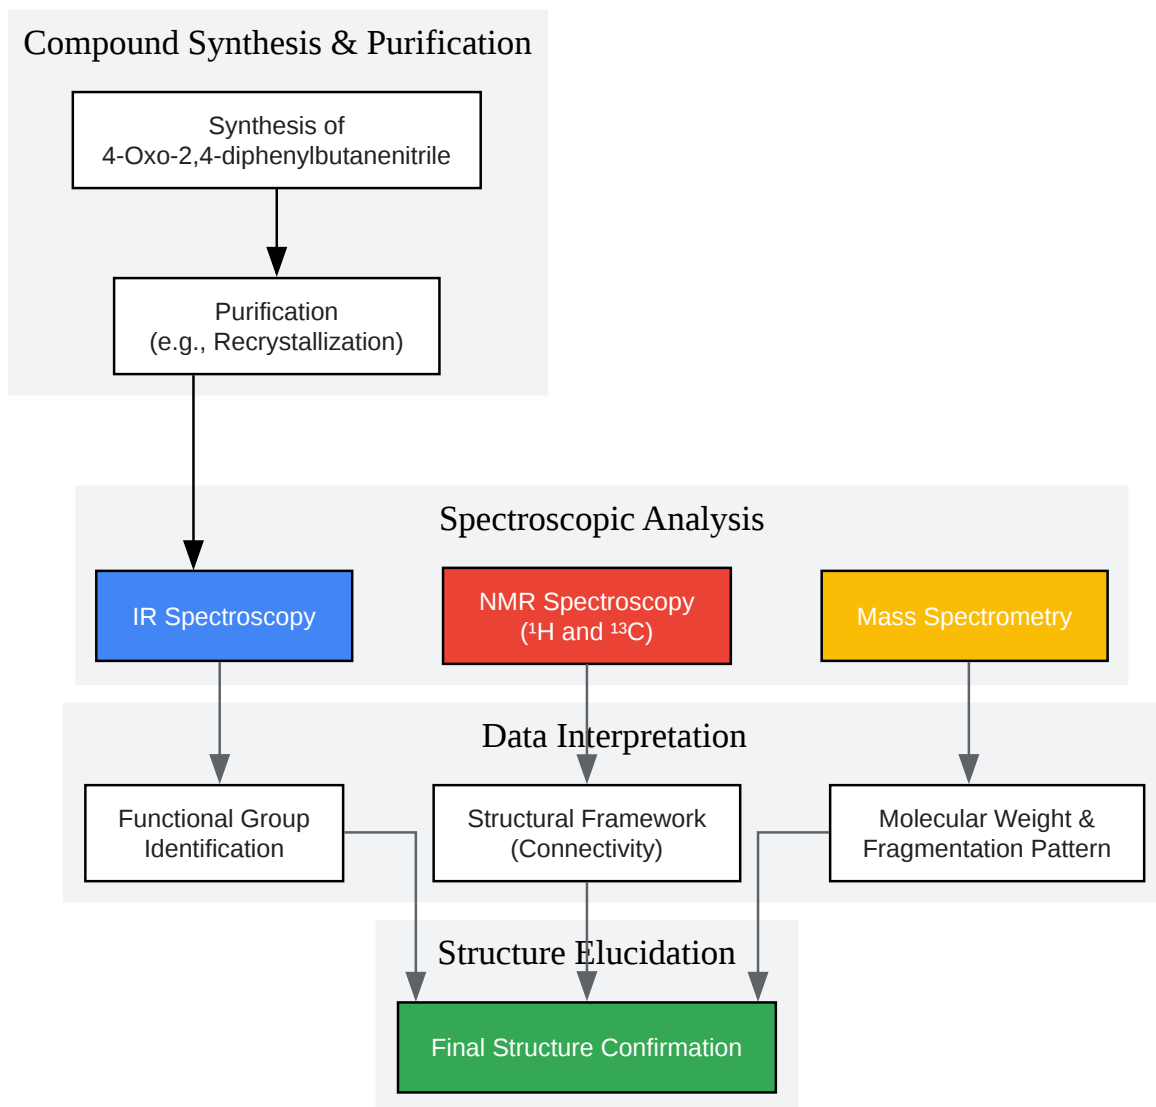 Compound Synthesis & Purification
Synthesis of
4-Oxo-2,4-diphenylbutanenitrile
Purification
(e.g., Recrystallization)
Spectroscopic Analysis
IR Spectroscopy
NMR Spectroscopy
(¹H and ¹³C)
Mass Spectrometry
Data Interpretation
Functional Group
Identification
Structural Framework
(Connectivity)
Molecular Weight &
Fragmentation Pattern
Structure Elucidation
Final Structure Confirmation